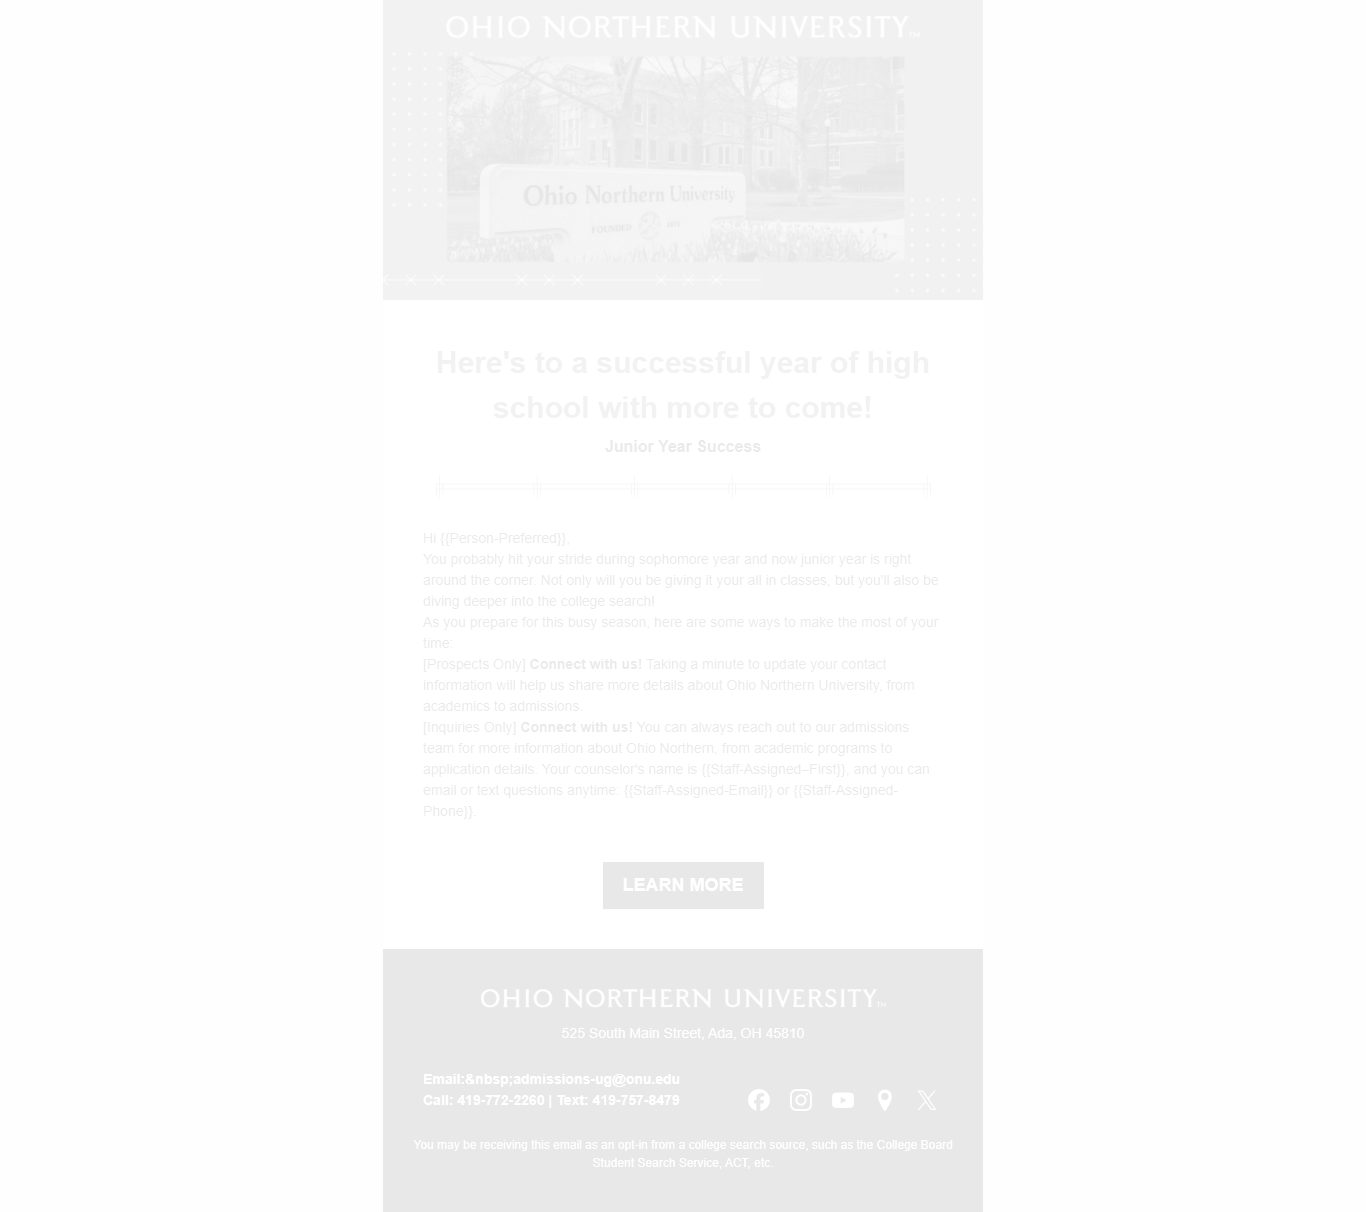 OHIO NORTHERN UNIVERSITY™
Ohio Northern University
FOUNDED 1871
Here's to a successful year of high
school with more to come!
Junior Year Success
Hi {{Person-Preferred}},
You probably hit your stride during sophomore year and now junior year is right
around the corner. Not only will you be giving it your all in classes, but you'll also be
diving deeper into the college search!
As you prepare for this busy season, here are some ways to make the most of your
time:
[Prospects Only] Connect with us! Taking a minute to update your contact
information will help us share more details about Ohio Northern University, from
academics to admissions.
[Inquiries Only] Connect with us! You can always reach out to our admissions
team for more information about Ohio Northern, from academic programs to
application details. Your counselor's name is {{Staff-Assigned–First}}, and you can
email or text questions anytime: {{Staff-Assigned-Email}} or {{Staff-Assigned-
Phone}}.
LEARN MORE
OHIO NORTHERN UNIVERSITY™
525 South Main Street, Ada, OH 45810
Email:&nbsp;admissions-ug@onu.edu
Call: 419-772-2260 | Text: 419-757-8479
You may be receiving this email as an opt-in from a college search source, such as the College Board
Student Search Service, ACT, etc.